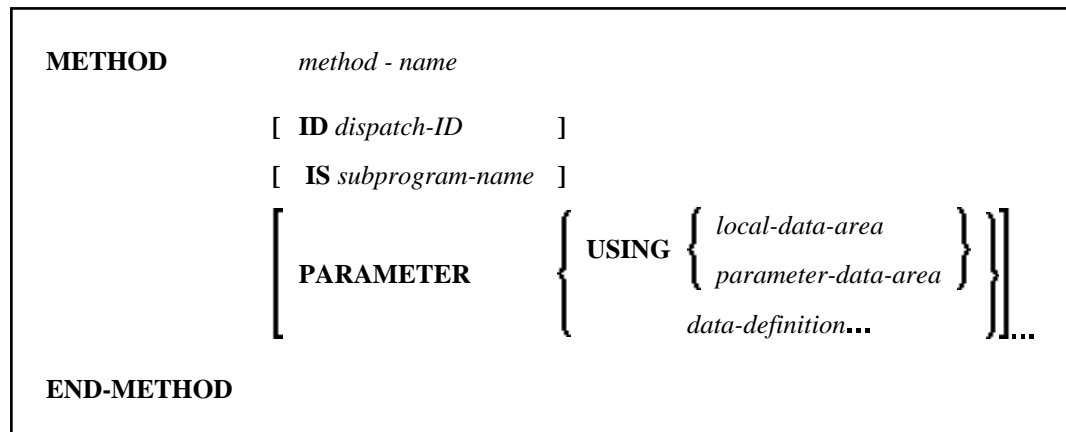 METHOD method - name
[ ID dispatch-ID ]
[ IS subprogram-name ]
PARAMETER { USING { local-data-area
parameter-data-area }
data-definition... } ] ...
END-METHOD